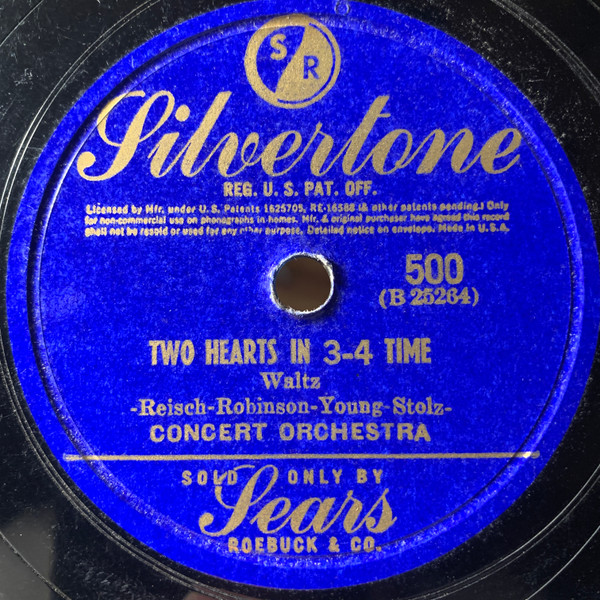 S R
Silvertone
REG. U. S. PAT. OFF.
Licensed by Mfr. under U. S. Patents 1625705, RE-16588 (& other patents pending.) Only
for non-commercial use on phonographs in homes. Mfr. & original purchaser have agreed this record
shall not be resold or used for any other purpose. Detailed notice on envelope. Made in U.S.A.
500
(B 25264)
TWO HEARTS IN 3-4 TIME
Waltz
-Reisch-Robinson-Young-Stolz-
CONCERT ORCHESTRA
SOLD ONLY BY
Sears
ROEBUCK & CO.